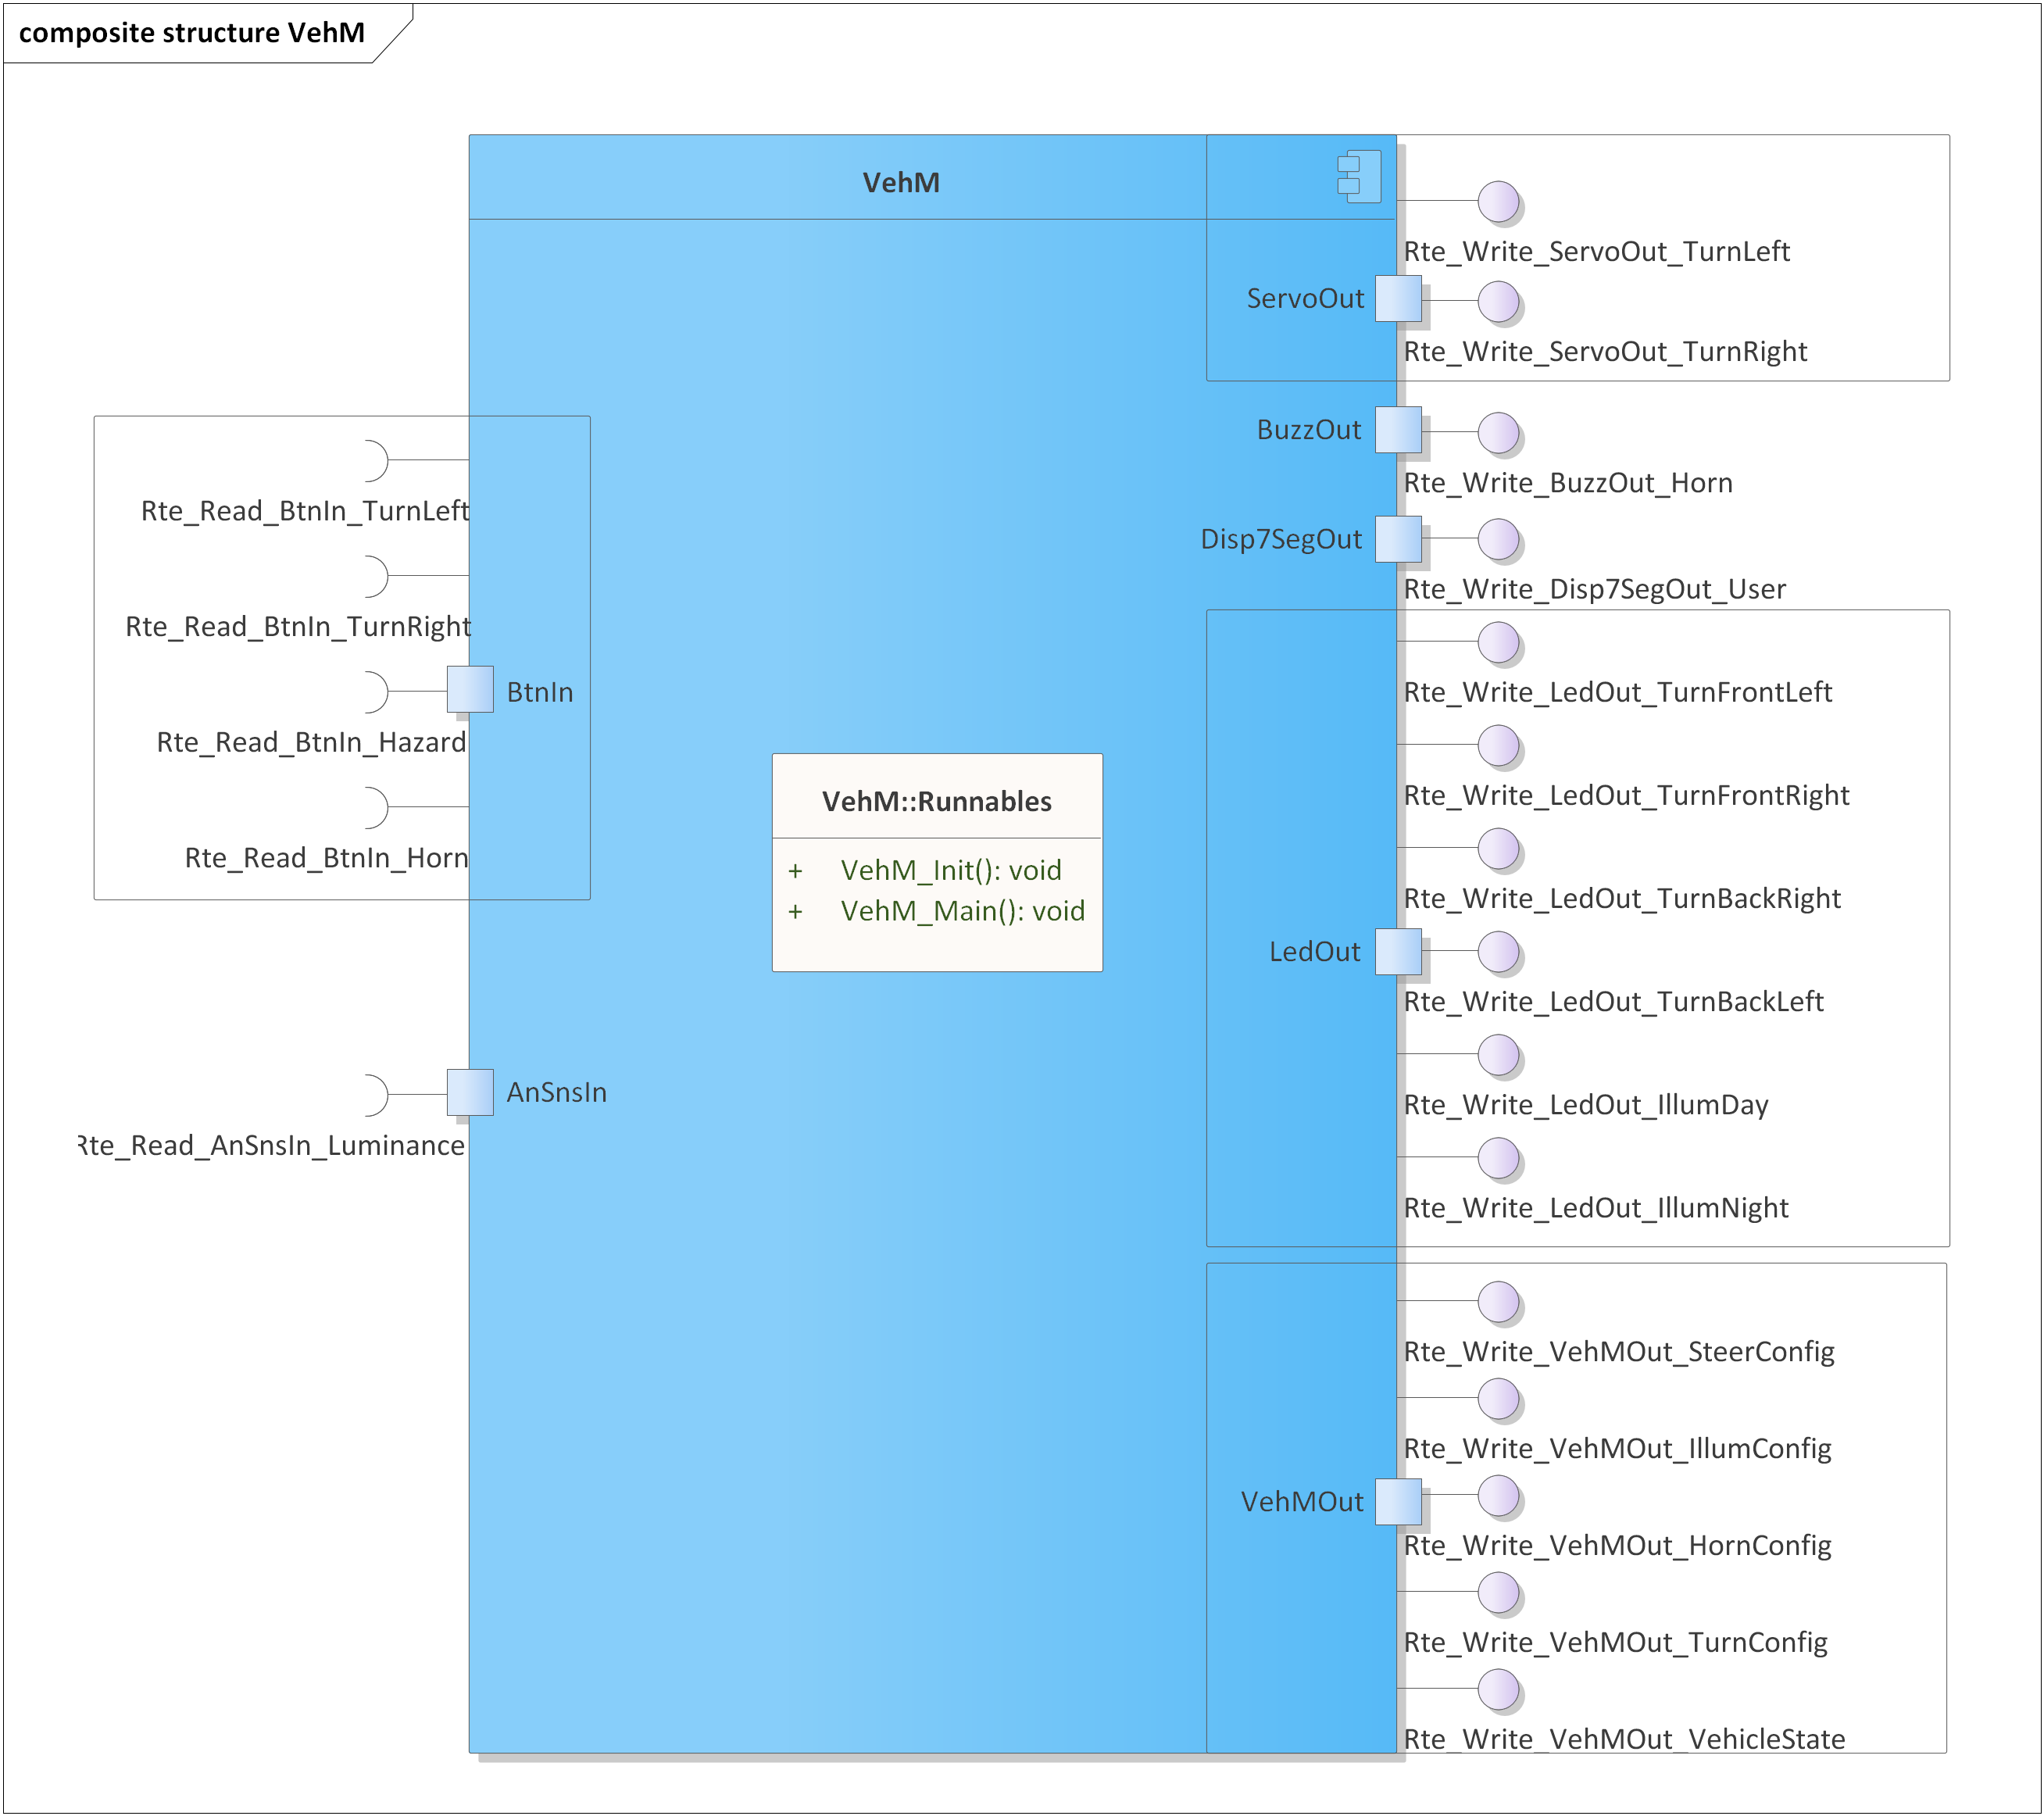 composite structure VehM
VehM
Rte_Write_ServoOut_TurnLeft
ServoOut
Rte_Write_ServoOut_TurnRight
BuzzOut
Rte_Write_BuzzOut_Horn
Disp7SegOut
Rte_Write_Disp7SegOut_User
Rte_Read_BtnIn_TurnLeft
Rte_Read_BtnIn_TurnRight
BtnIn
Rte_Read_BtnIn_Hazard
Rte_Read_BtnIn_Horn
VehM::Runnables
+ VehM_Init(): void
+ VehM_Main(): void
AnSnsIn
Rte_Read_AnSnsIn_Luminance
Rte_Write_LedOut_TurnFrontLeft
Rte_Write_LedOut_TurnFrontRight
Rte_Write_LedOut_TurnBackRight
LedOut
Rte_Write_LedOut_TurnBackLeft
Rte_Write_LedOut_IllumDay
Rte_Write_LedOut_IllumNight
Rte_Write_VehMOut_SteerConfig
Rte_Write_VehMOut_IllumConfig
VehMOut
Rte_Write_VehMOut_HornConfig
Rte_Write_VehMOut_TurnConfig
Rte_Write_VehMOut_VehicleState